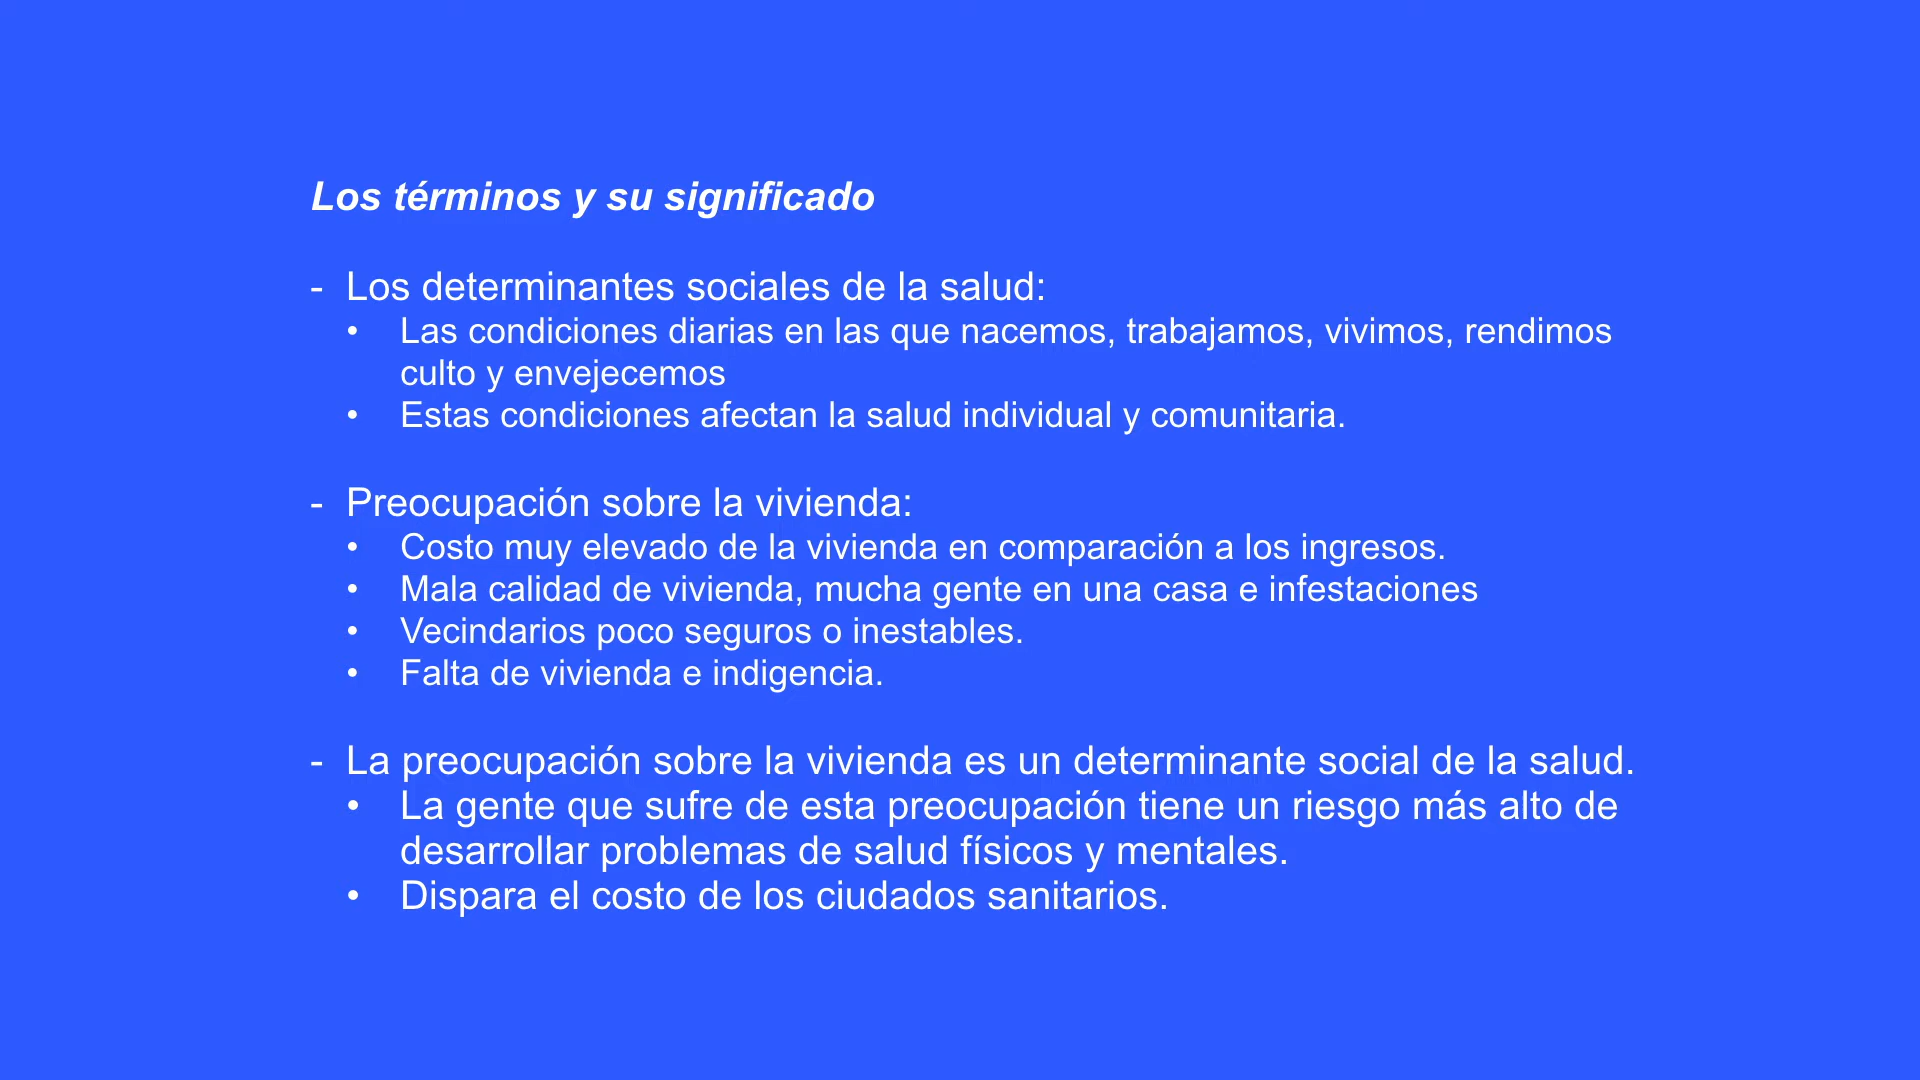 Los términos y su significado
- Los determinantes sociales de la salud:
• Las condiciones diarias en las que nacemos, trabajamos, vivimos, rendimos
culto y envejecemos
• Estas condiciones afectan la salud individual y comunitaria.
- Preocupación sobre la vivienda:
• Costo muy elevado de la vivienda en comparación a los ingresos.
• Mala calidad de vivienda, mucha gente en una casa e infestaciones
• Vecindarios poco seguros o inestables.
• Falta de vivienda e indigencia.
- La preocupación sobre la vivienda es un determinante social de la salud.
• La gente que sufre de esta preocupación tiene un riesgo más alto de
desarrollar problemas de salud físicos y mentales.
• Dispara el costo de los ciudados sanitarios.